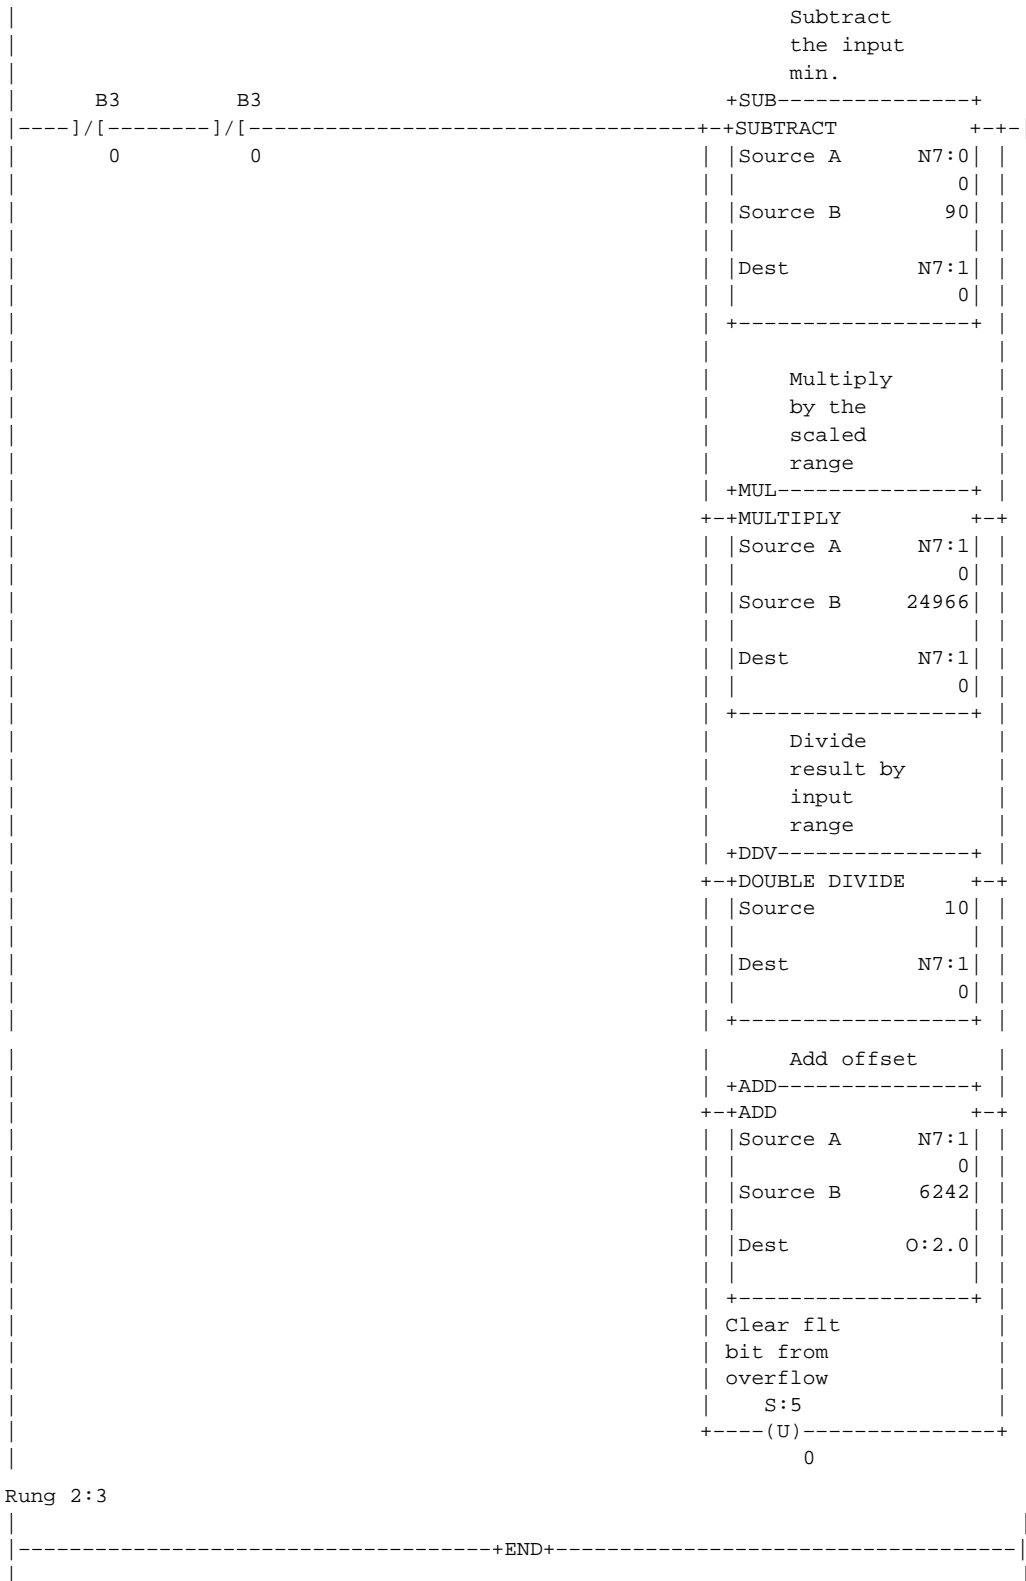 Subtract
the input
min.
B3 B3 +SUB---------------+
|----]/[--------]/[-----------------------------------+-+SUBTRACT +-+-|
0 0 | |Source A N7:0| |
| | 0| |
| |Source B 90| |
| | | |
| |Dest N7:1| |
| | 0| |
| +------------------+ |
Multiply
by the
scaled
range
| +MUL---------------+ |
+-+MULTIPLY +-+
| |Source A N7:1| |
| | 0| |
| |Source B 24966| |
| | | |
| |Dest N7:1| |
| | 0| |
| +------------------+ |
Divide
result by
input
range
| +DDV---------------+ |
+-+DOUBLE DIVIDE +-+
| |Source 10| |
| | | |
| |Dest N7:1| |
| | 0| |
| +------------------+ |
Add offset
| +ADD---------------+ |
+-+ADD +-+
| |Source A N7:1| |
| | 0| |
| |Source B 6242| |
| | | |
| |Dest O:2.0| |
| | | |
| +------------------+ |
Clear flt
bit from
overflow
S:5
+----(U)---------------+
0
Rung 2:3
|-------------------------------------+END+------------------------------------|